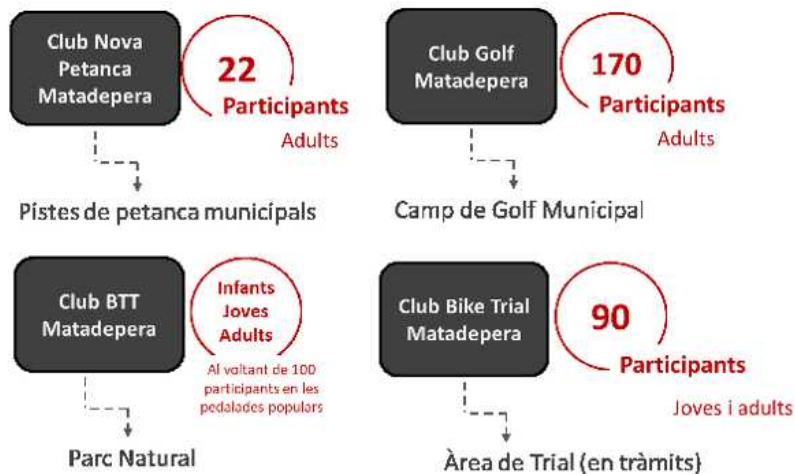 Club Nova
Petanca
Matadepera
22
Participants
Adults
Pistes de petanca municipals
Club Golf
Matadepera
170
Participants
Adults
Camp de Golf Municipal
Club BTT
Matadepera
Infants
Joves
Adults
Al voltant de 100
participants en les
pedalades populars
Parc Natural
Club Bike Trial
Matadepera
90
Participants
Joves i adults
Àrea de Trial (en tràmits)